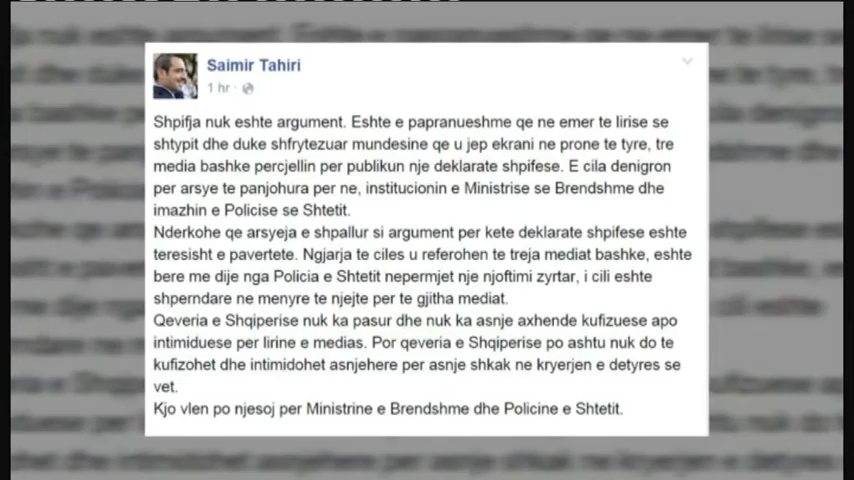 Saimir Tahiri
1 hr ·
Shpifja nuk eshte argument. Eshte e papranueshme qe ne emer te lirise se
shtypit dhe duke shfrytezuar mundesine qe u jep ekrani ne prone te tyre, tre
media bashke percjellin per publikun nje deklarate shpifese. E cila denigron
per arsye te panjohura per ne, institucionin e Ministrise se Brendshme dhe
imazhin e Policise se Shtetit.
Nderkohe qe arsyeja e shpallur si argument per kete deklarate shpifese eshte
teresisht e pavertete. Ngjarja te ciles u referohen te treja mediat bashke, eshte
bere me dije nga Policia e Shtetit nepermjet nje njoftimi zyrtar, i cili eshte
shperndare ne menyre te njejte per te gjitha mediat.
Qeveria e Shqiperise nuk ka pasur dhe nuk ka asnje axhende kufizuese apo
intimiduese per lirine e medias. Por qeveria e Shqiperise po ashtu nuk do te
kufizohet dhe intimidohet asnjehere per asnje shkak ne kryerjen e detyres se
vet.
Kjo vlen po njesoj per Ministrine e Brendshme dhe Policine e Shtetit.